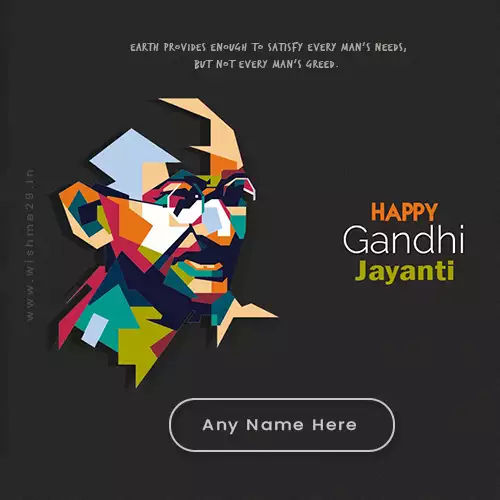 EARTH PROVIDES ENOUGH TO SATISFY EVERY MAN'S NEEDS,
BUT NOT EVERY MAN'S GREED.
www.wishme29.in
HAPPY
Gandhi
Jayanti
Any Name Here